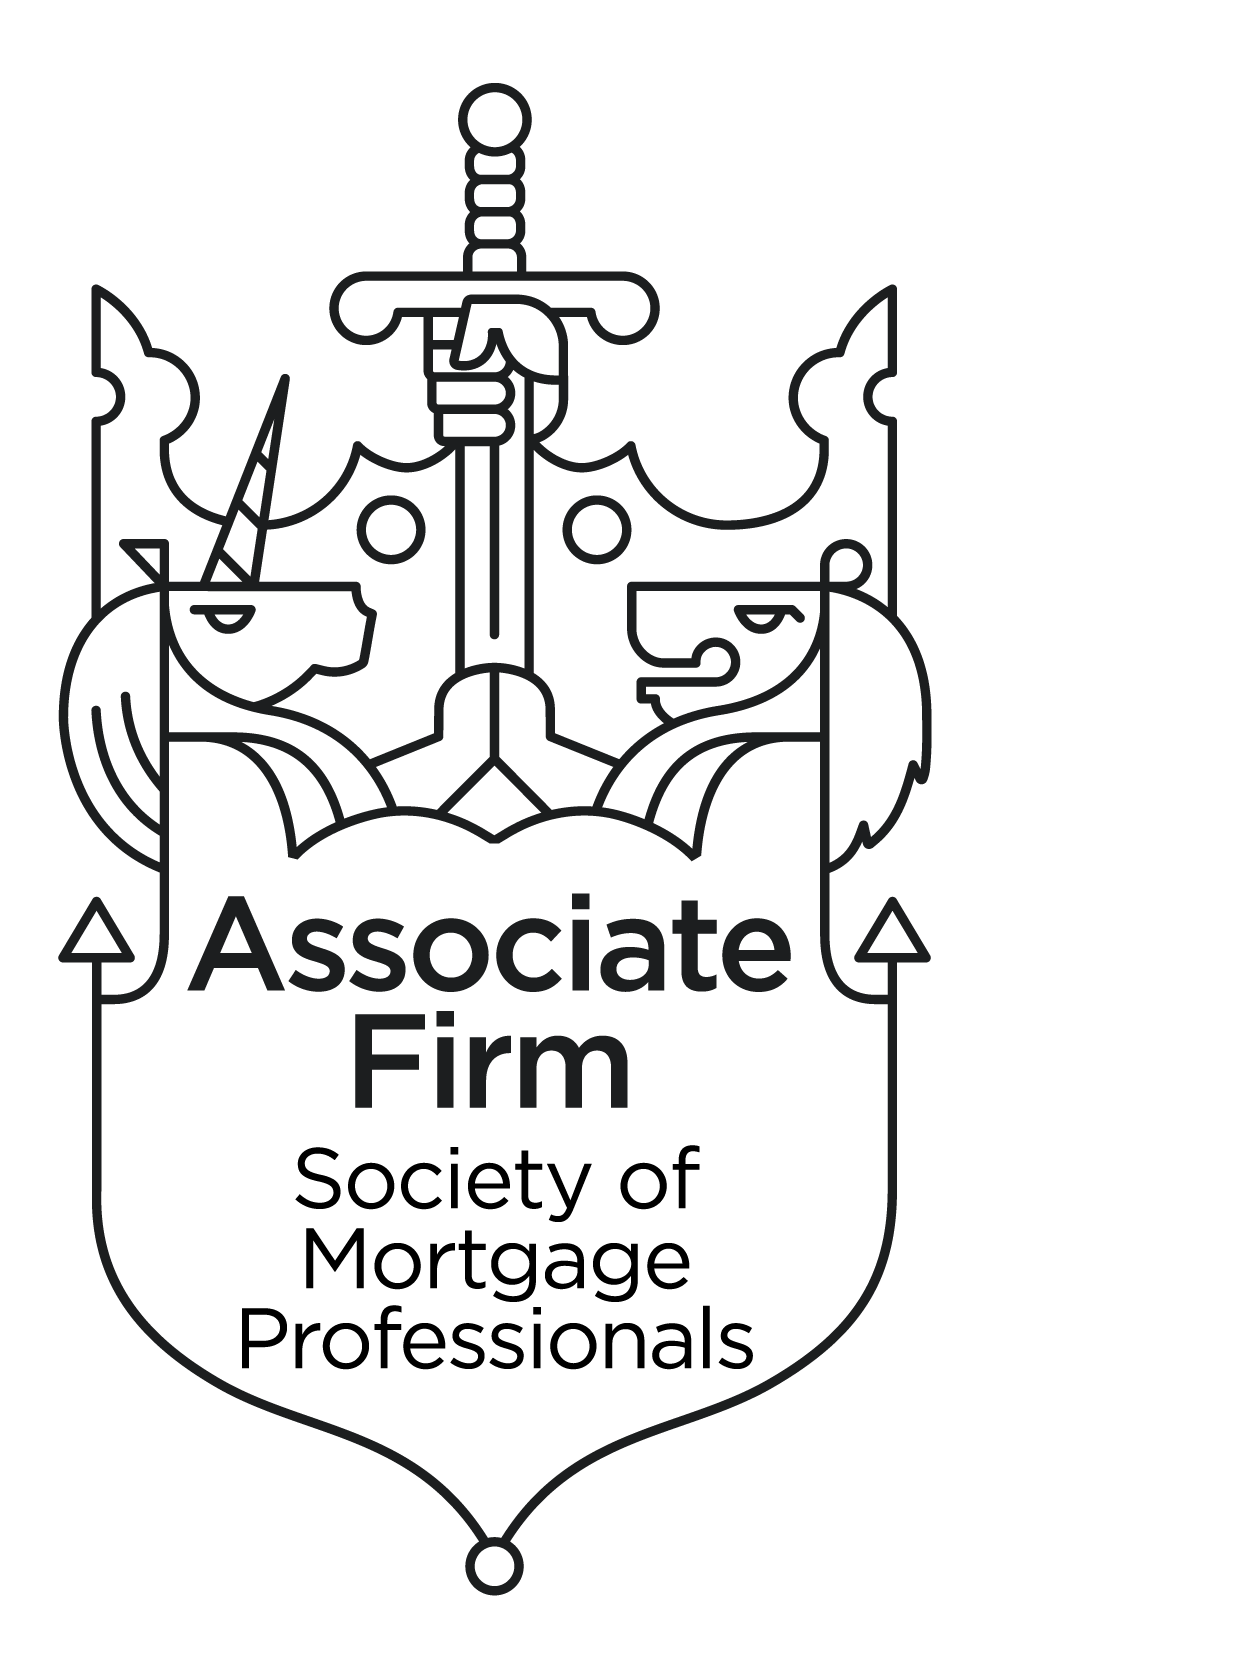 Associate
Firm
Society of
Mortgage
Professionals